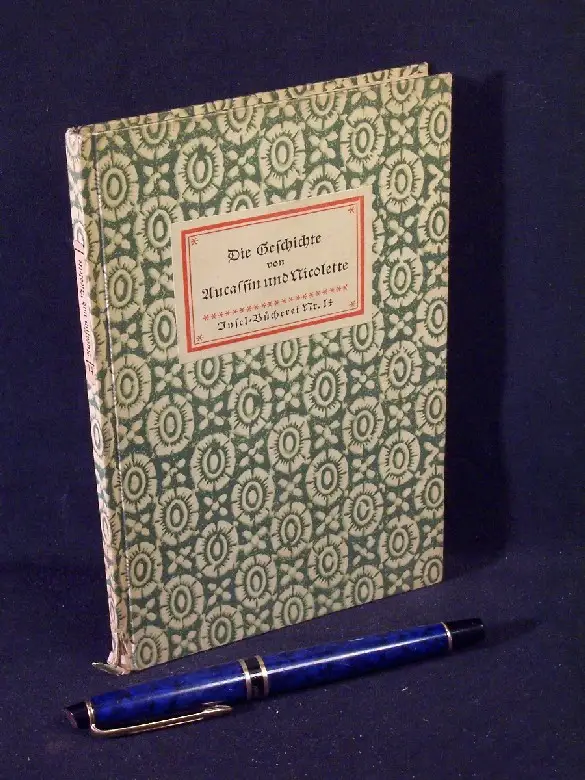 Die Geschichte
von
Aucassin und Nicolette
Insel-Bücherei Nr. 14